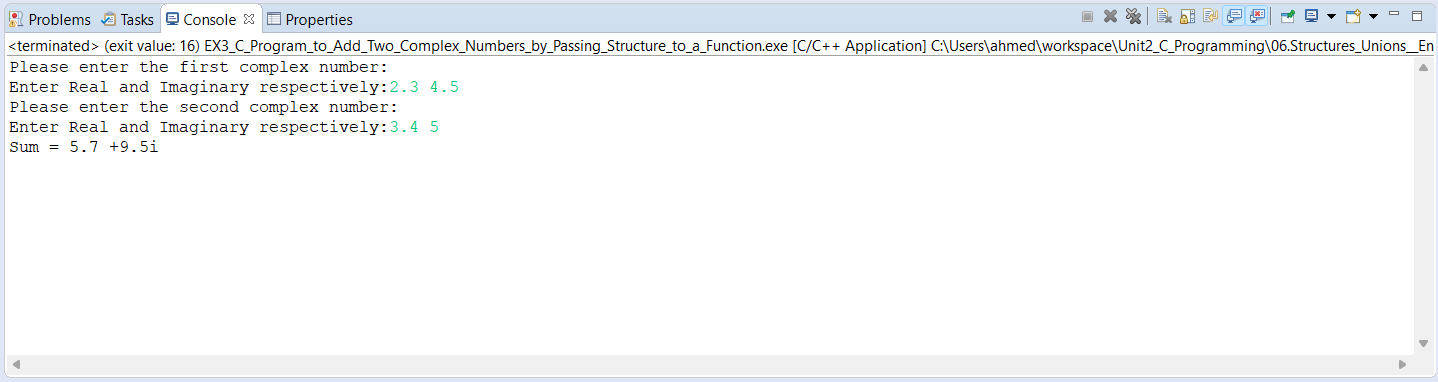 Problems Tasks Console Properties
<terminated> (exit value: 16) EX3_C_Program_to_Add_Two_Complex_Numbers_by_Passing_Structure_to_a_Function.exe [C/C++ Application] C:\Users\ahmed\workspace\Unit2_C_Programming\06.Structures_Unions__En
Please enter the first complex number:
Enter Real and Imaginary respectively:2.3 4.5
Please enter the second complex number:
Enter Real and Imaginary respectively:3.4 5
Sum = 5.7 +9.5i